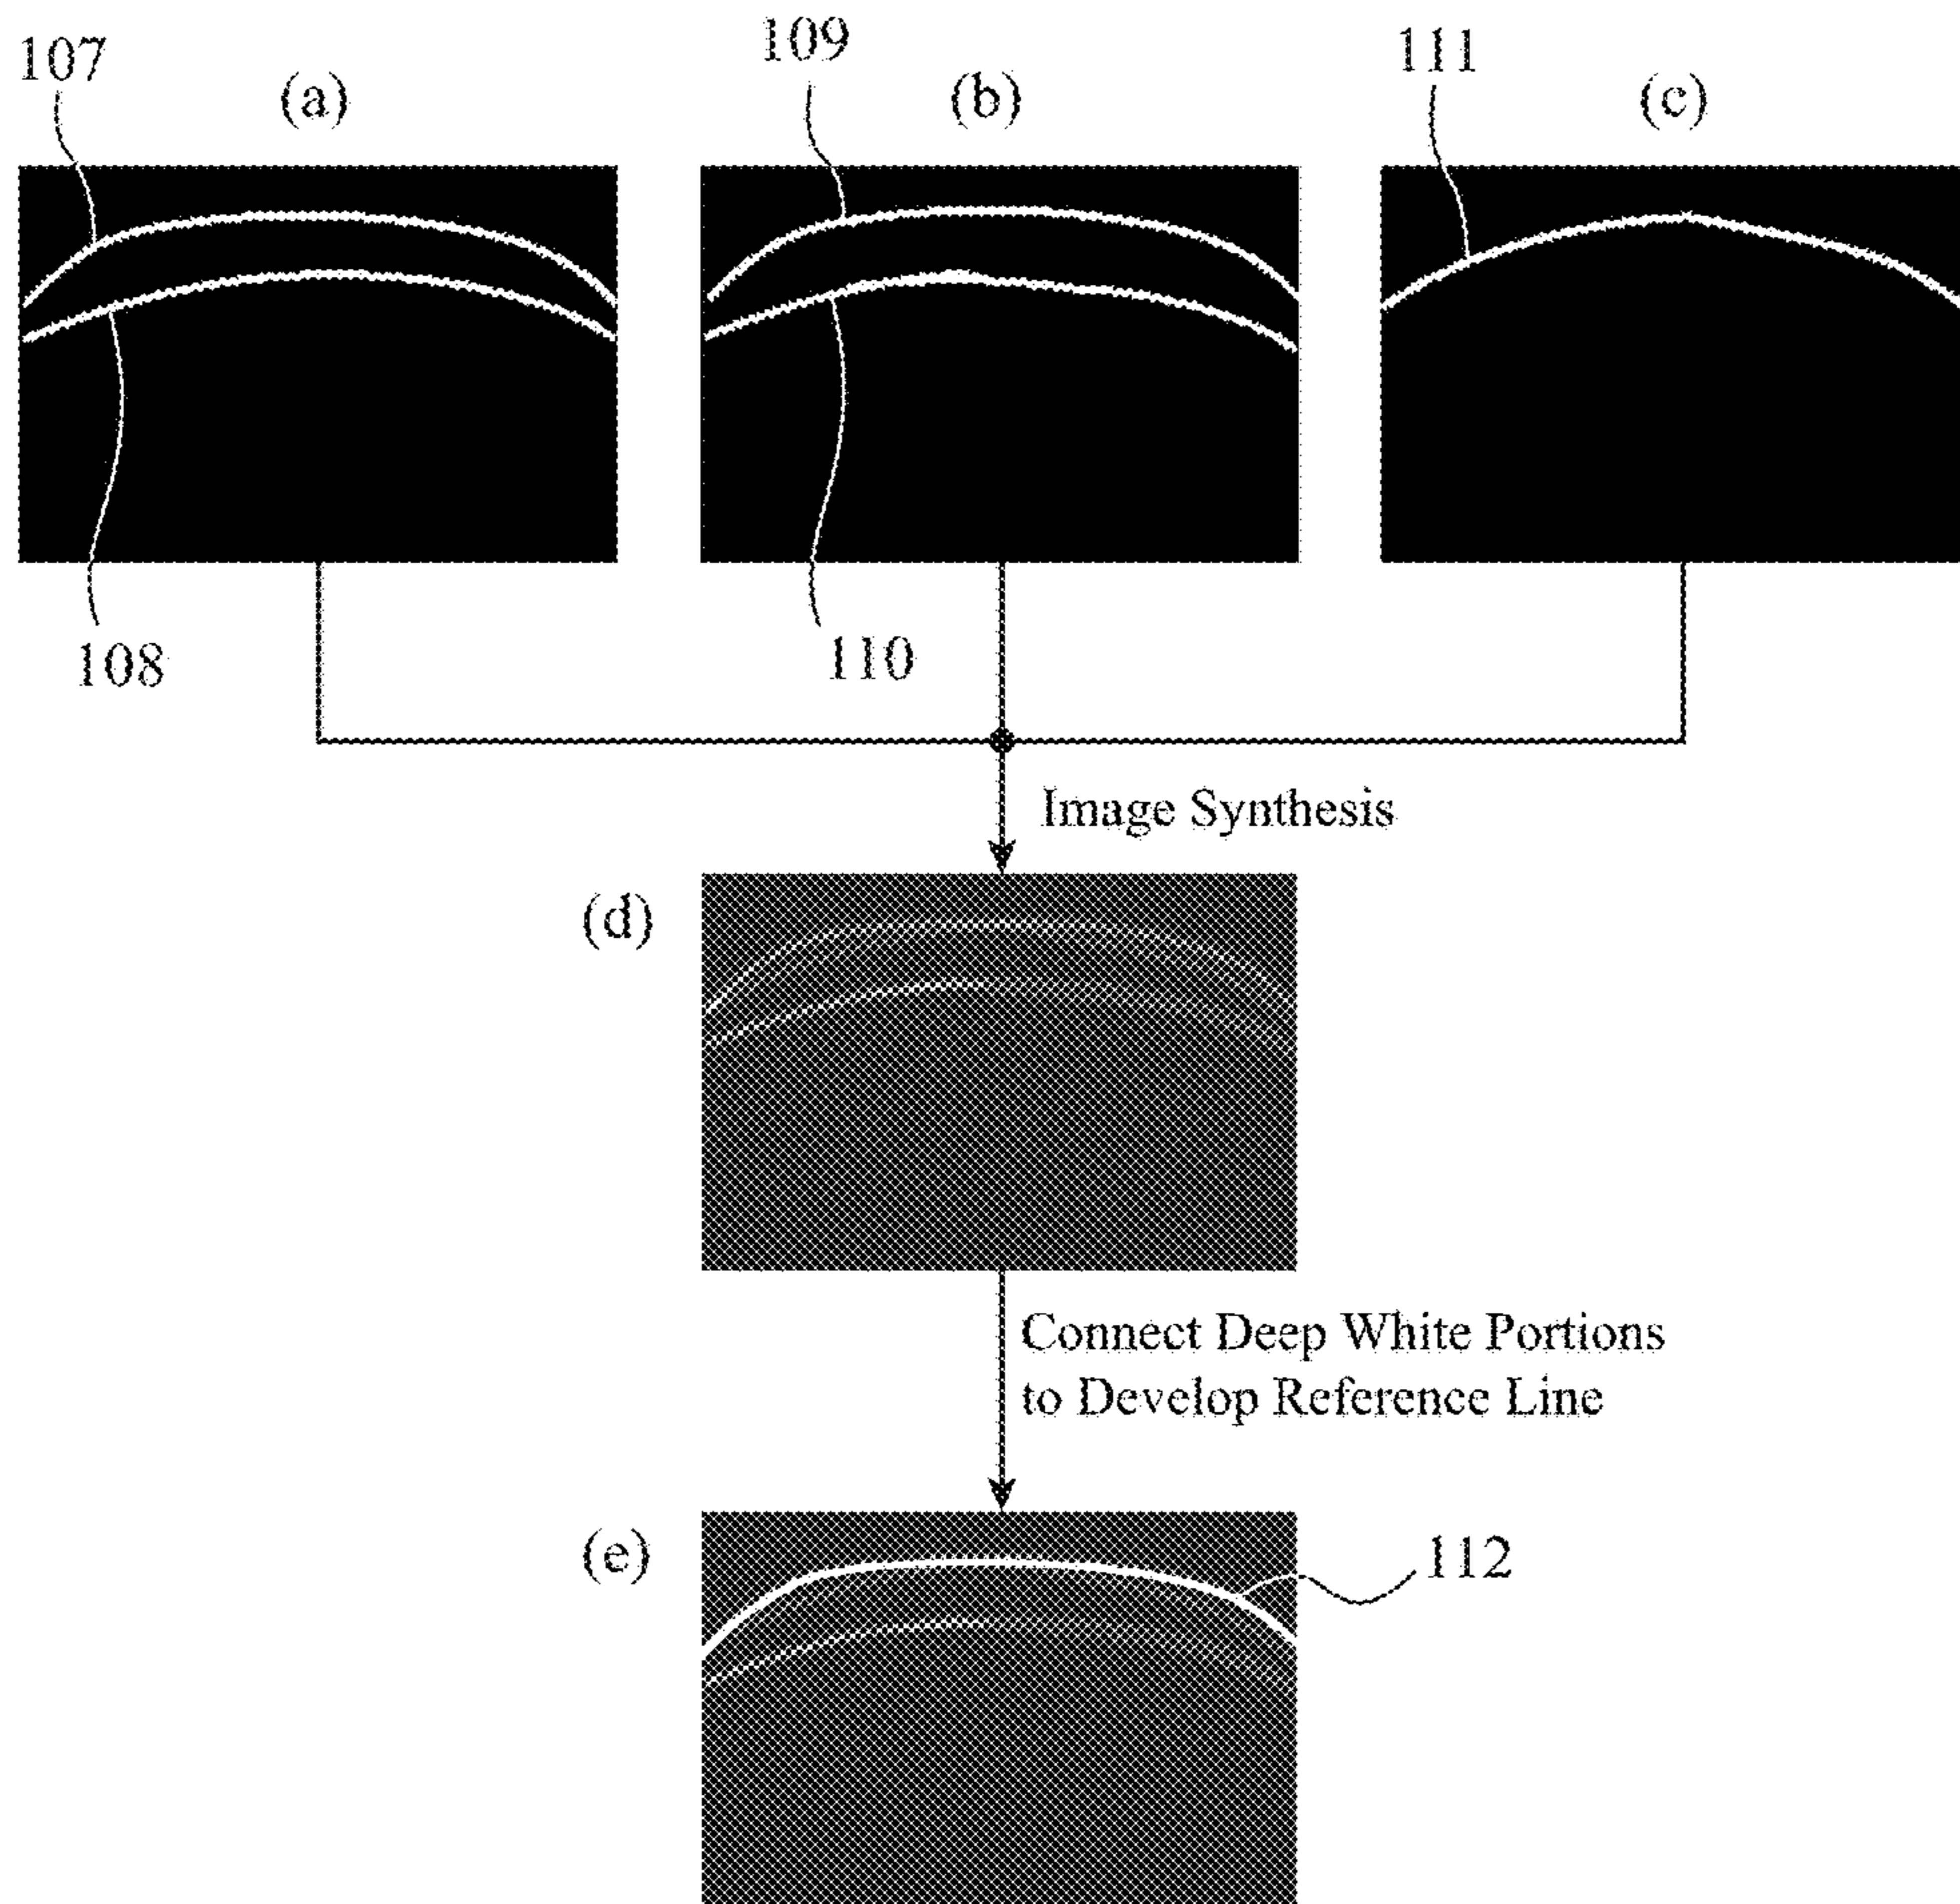 107
(a)
109
(b)
111
(c)
108
110
Image Synthesis
(d)
Connect Deep White Portions
to Develop Reference Line
(e)
112